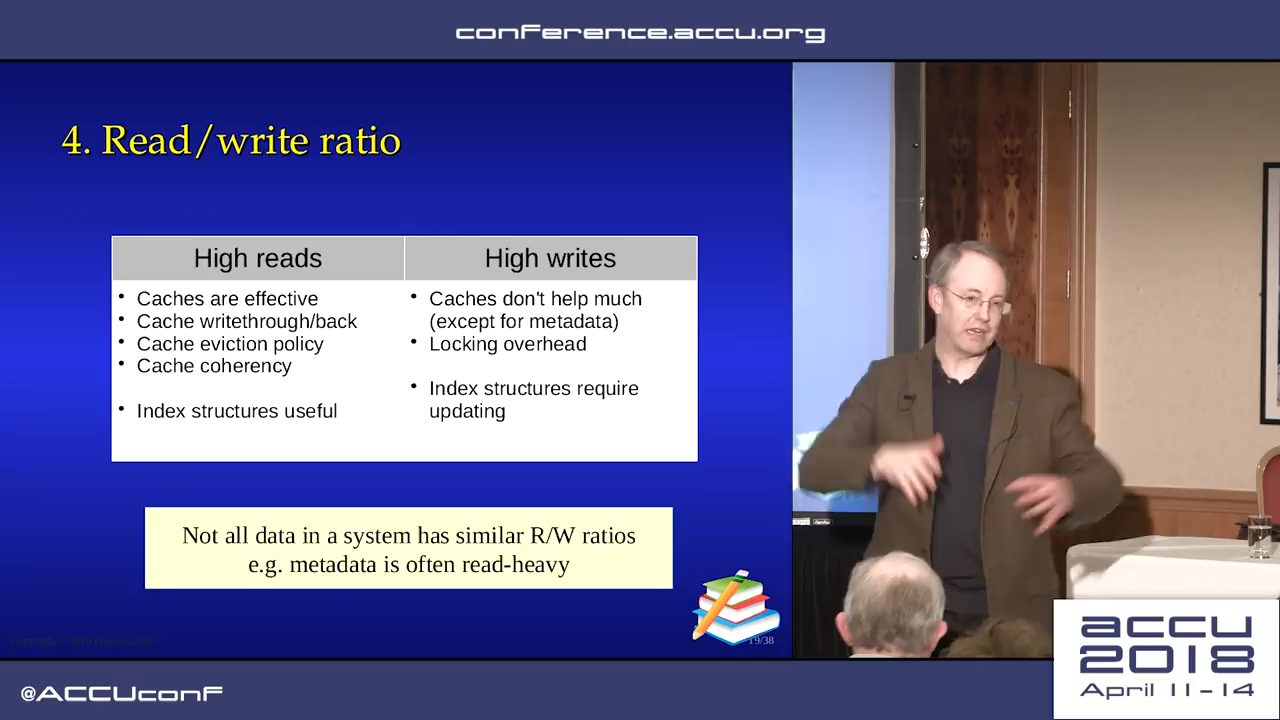 conference.accu.org
4. Read/write ratio
High reads
High writes
• Caches are effective
• Cache writethrough/back
• Cache eviction policy
• Cache coherency
• Index structures useful
• Caches don't help much
(except for metadata)
• Locking overhead
• Index structures require
updating
Not all data in a system has similar R/W ratios
e.g. metadata is often read-heavy
19/38
@ACCUconf
accu
2018
April 11-14